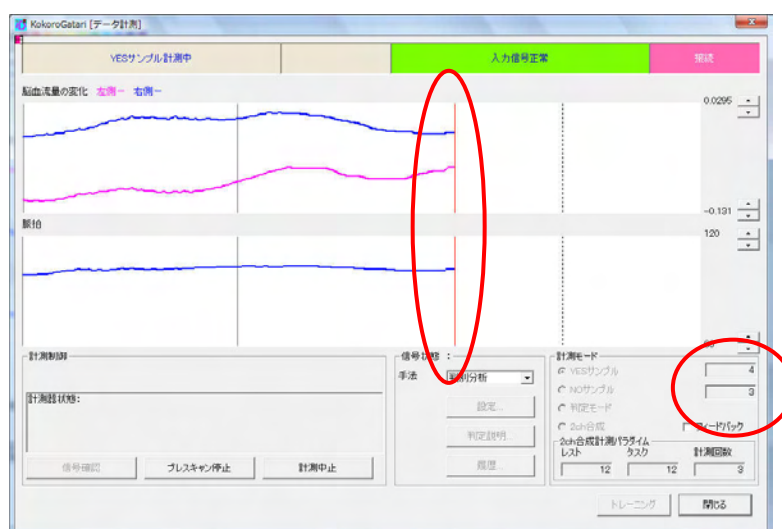 KokoroGatari [データ計測]
YESサンプル計測中
入力信号正常
接続
脳血流量の変化 左側ー 右側ー
0.0295
-0.131
脈拍
120
計測制御
計測器状態:
信号確認
プレスキャン停止
計測中止
信号状態 :
手法
判別分析
設定...
判定説明...
履歴...
計測モード
YESサンプル 4
NOサンプル 3
判定モード
2ch合成
フィードバック
2ch合成計測パラダイム
レスト タスク 計測回数
12 12 3
トレーニング
閉じる